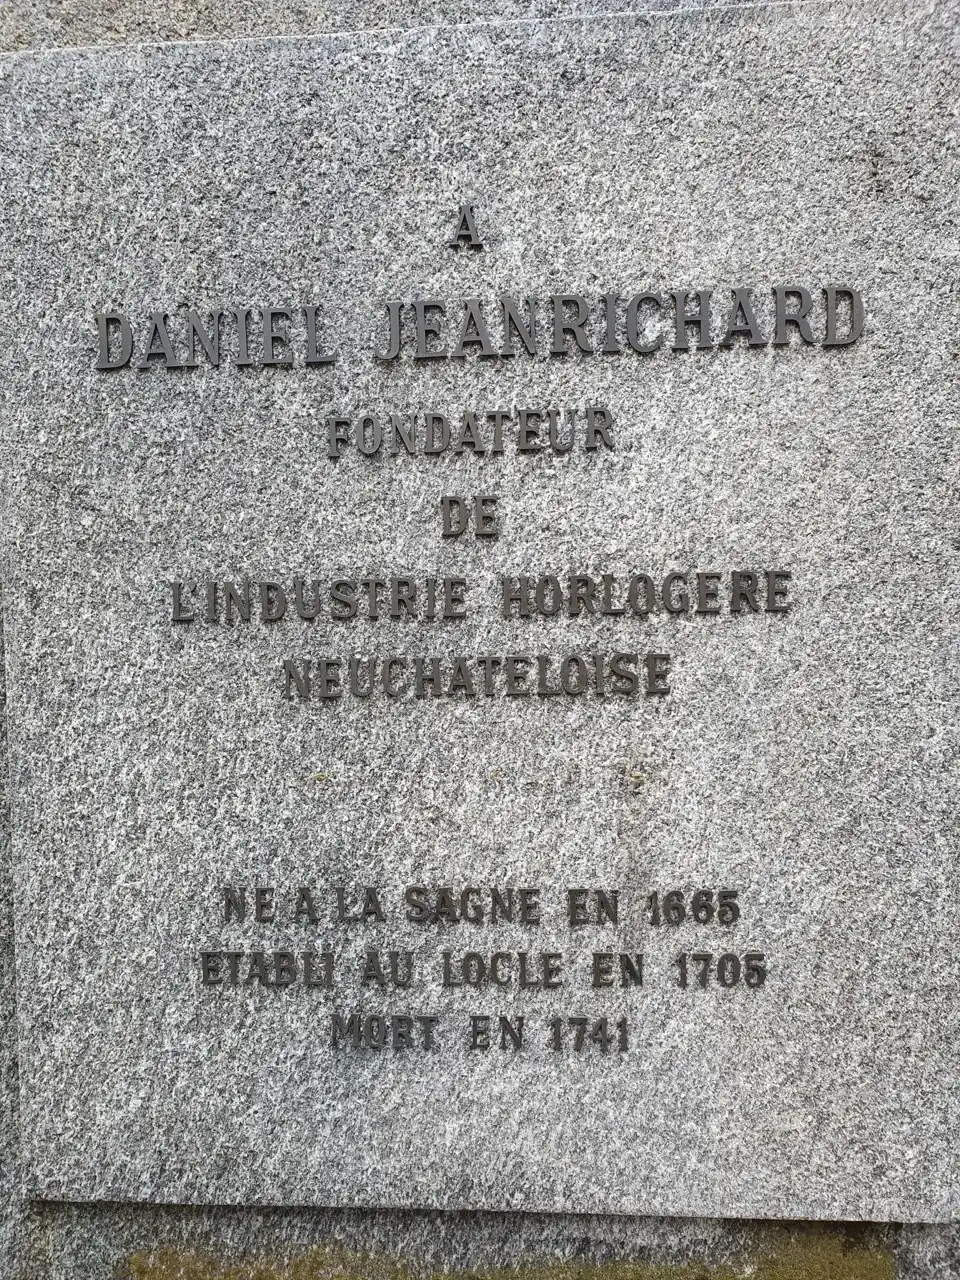 A
DANIEL JEANRICHARD
FONDATEUR
DE
L'INDUSTRIE HORLOGERE
NEUCHATELOISE
NE A LA SAGNE EN 1665
ETABLI AU LOCLE EN 1705
MORT EN 1741